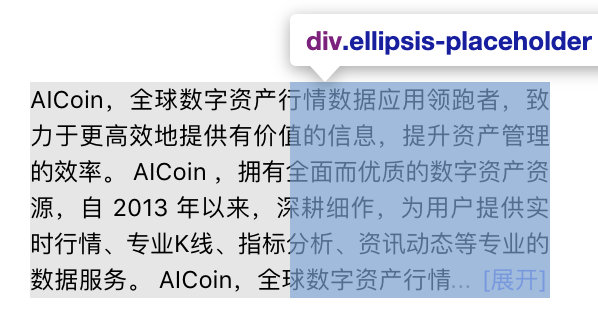 div.ellipsis-placeholder
AICoin，全球数字资产行情数据应用领跑者，致
力于更高效地提供有价值的信息，提升资产管理
的效率。 AICoin ，拥有全面而优质的数字资产资
源，自 2013 年以来，深耕细作，为用户提供实
时行情、专业K线、指标分析、资讯动态等专业的
数据服务。 AICoin，全球数字资产行情... [展开]